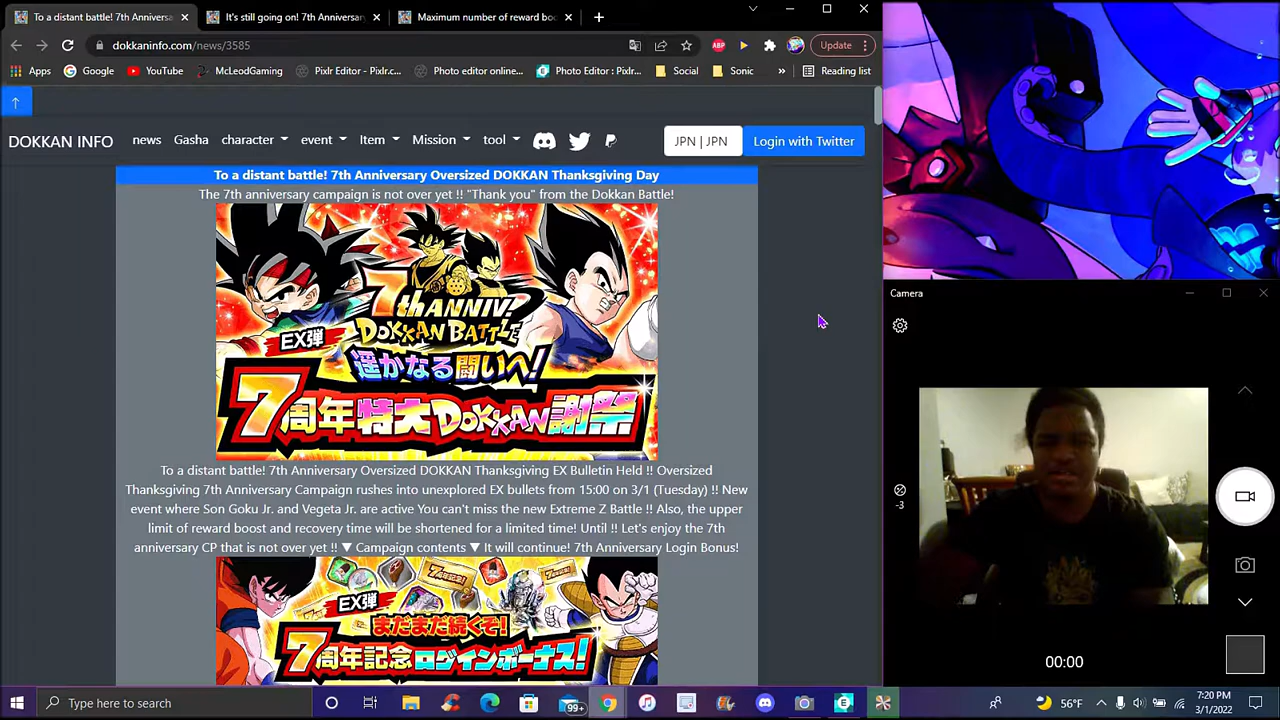 To a distant battle! 7th Anniversa
It's still going on! 7th Anniversar
Maximum number of reward boo
dokkaninfo.com/news/3585
ABP
Update
Apps
Google
YouTube
McLeodGaming
Pixlr Editor - Pixlr.c...
Photo editor online...
Photo Editor : Pixlr...
Social
Sonic
»
Reading list
↑
DOKKAN INFO
news
Gasha
character
event
Item
Mission
ool
JPN | JPN
Login with Twitter
To a distant battle! 7th Anniversary Oversized DOKKAN Thanksgiving Day
The 7th anniversary campaign is not over yet !! "Thank you" from the Dokkan Battle!
7th ANNIV.
DOKKAN BATTLE
EX弾
遥かなる闘いへ!
7周年特大DOKKAN謝祭
To a distant battle! 7th Anniversary Oversized DOKKAN Thanksgiving EX Bulletin Held !! Oversized
Thanksgiving 7th Anniversary Campaign rushes into unexplored EX bullets from 15:00 on 3/1 (Tuesday) !! New
event where Son Goku Jr. and Vegeta Jr. are active You can't miss the new Extreme Z Battle !! Also, the upper
limit of reward boost and recovery time will be shortened for a limited time! Until !! Let's enjoy the 7th
anniversary CP that is not over yet !! ▼ Campaign contents ▼ It will continue! 7th Anniversary Login Bonus!
EX弾
まだまだ続くぞ!
7周年記念ログインボーナス!
Camera
-3
00:00
Type here to search
99+
56°F
7:20 PM
3/1/2022